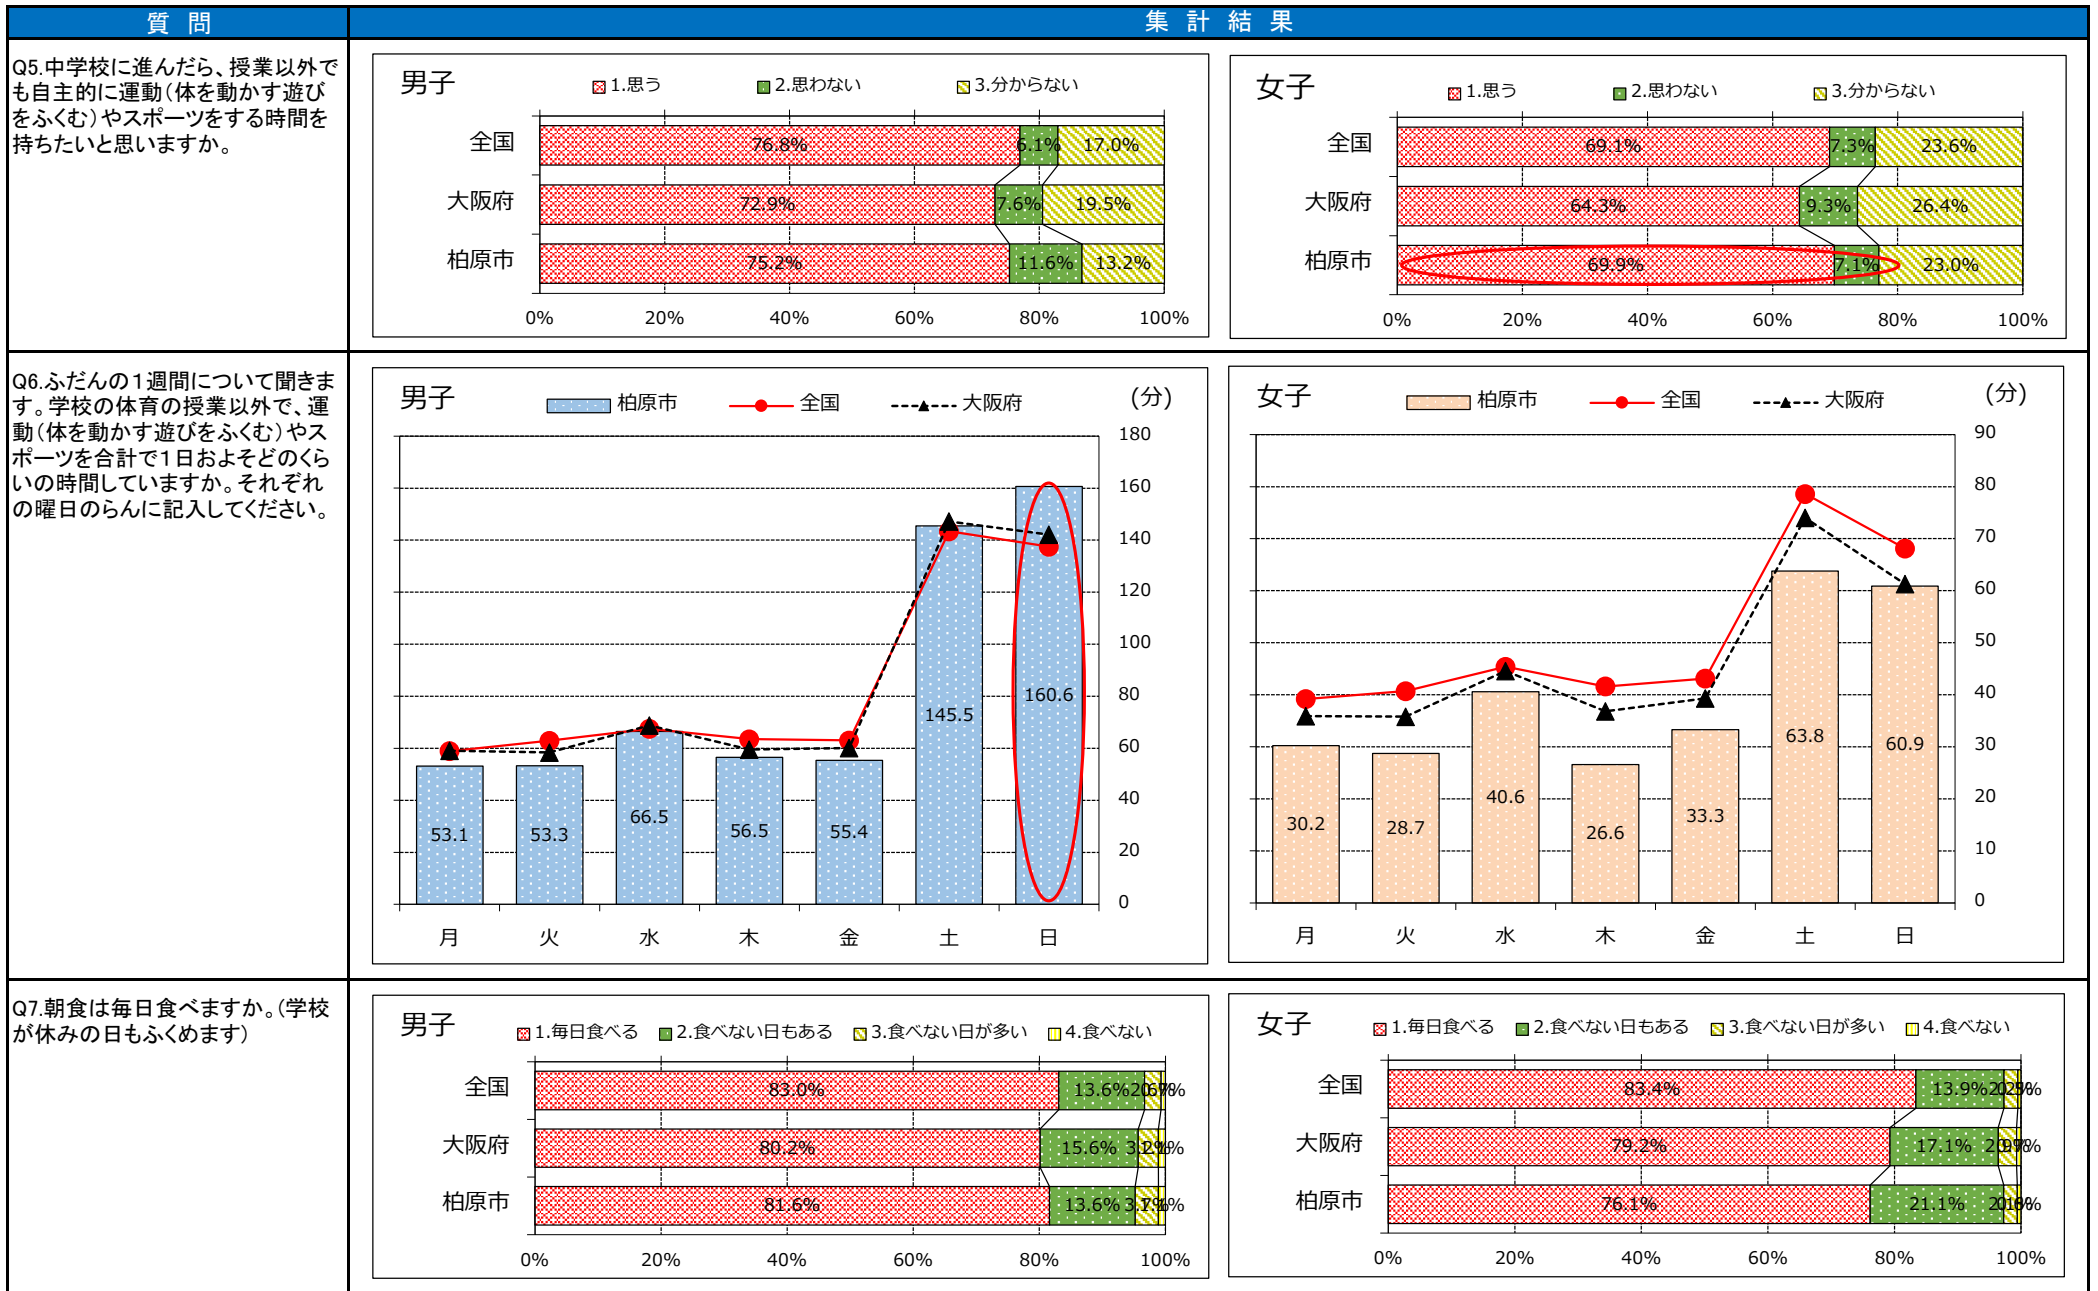 質 問
集 計 結 果
Q5.中学校に進んだら、授業以外で
も自主的に運動(体を動かす遊び
をふくむ)やスポーツをする時間を
持ちたいと思いますか。
男子
1.思う 2.思わない 3.分からない
全国 76.8% 6.1% 17.0%
大阪府 72.9% 7.6% 19.5%
柏原市 75.2% 11.6% 13.2%
0% 20% 40% 60% 80% 100%
女子
1.思う 2.思わない 3.分からない
全国 69.1% 7.3% 23.6%
大阪府 64.3% 9.3% 26.4%
柏原市 69.9% 7.1% 23.0%
0% 20% 40% 60% 80% 100%
Q6.ふだんの1週間について聞きま
す。学校の体育の授業以外で、運
動(体を動かす遊びをふくむ)やス
ポーツを合計で1日およそどのくら
いの時間していますか。それぞれ
の曜日のらんに記入してください。
男子 柏原市 全国 大阪府 (分)
180
160
140
120
100
80
60
40
20
0
53.1 53.3 66.5 56.5 55.4 145.5 160.6
月 火 水 木 金 土 日
女子 柏原市 全国 大阪府 (分)
90
80
70
60
50
40
30
20
10
0
30.2 28.7 40.6 26.6 33.3 63.8 60.9
月 火 水 木 金 土 日
Q7.朝食は毎日食べますか。(学校
が休みの日もふくめます)
男子
1.毎日食べる 2.食べない日もある 3.食べない日が多い 4.食べない
全国 83.0% 13.6%
大阪府 80.2% 15.6%
柏原市 81.6% 13.6%
0% 20% 40% 60% 80% 100%
女子
1.毎日食べる 2.食べない日もある 3.食べない日が多い 4.食べない
全国 83.4% 13.9%
大阪府 79.2% 17.1%
柏原市 76.1% 21.1%
0% 20% 40% 60% 80% 100%